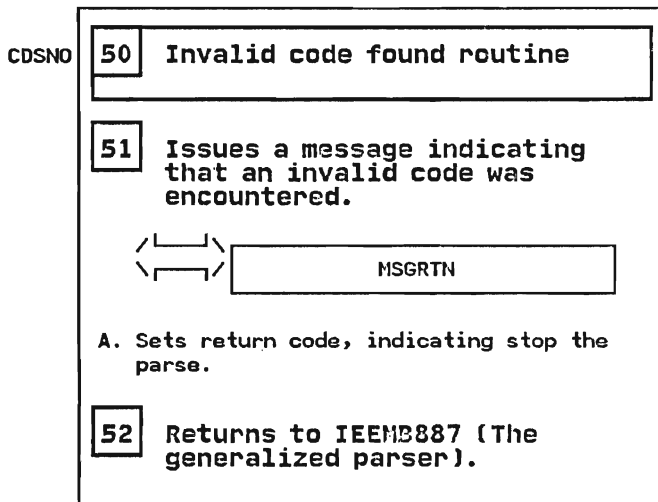 CDSNO 50 Invalid code found routine
51 Issues a message indicating
that an invalid code was
encountered.
MSGRTN
A. Sets return code, indicating stop the
parse.
52 Returns to IEEMB887 (The
generalized parser).